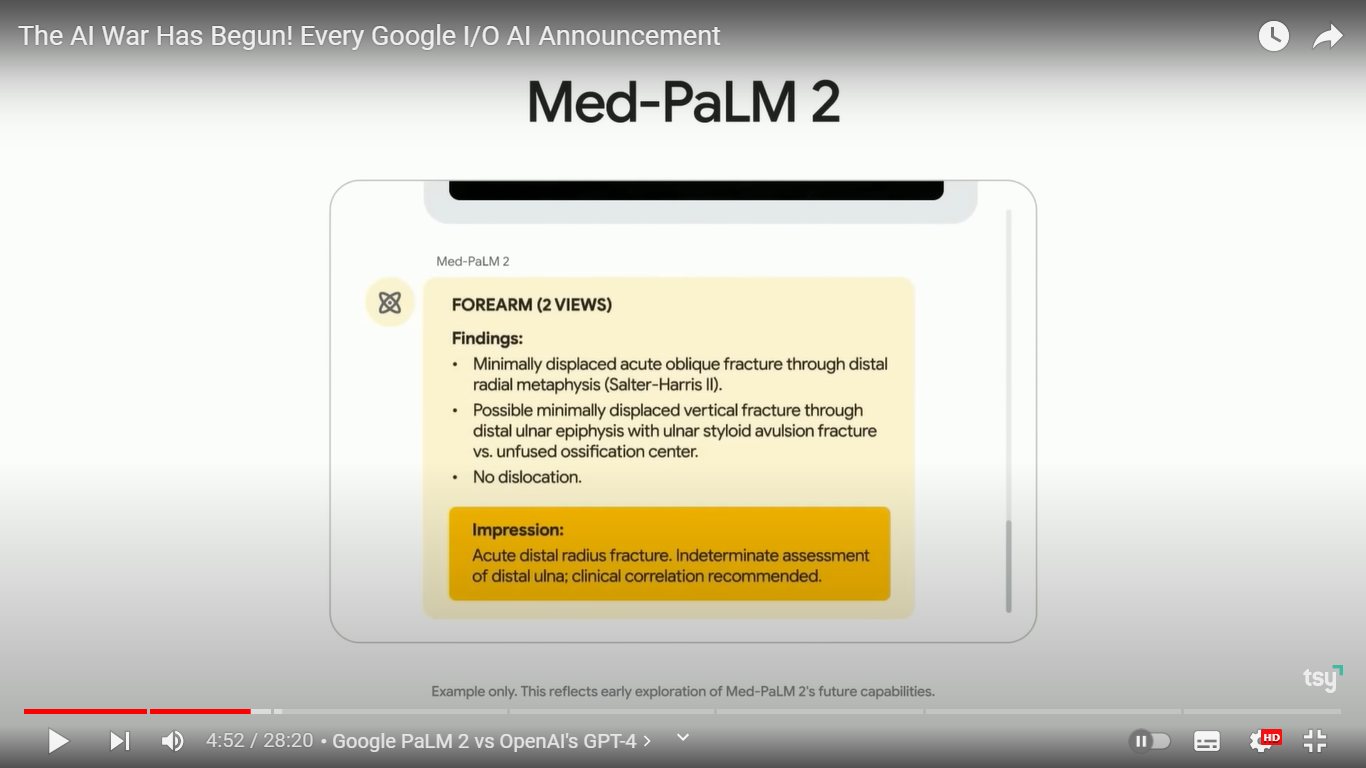 The AI War Has Begun! Every Google I/O AI Announcement
Med-PaLM 2
Med-PaLM 2
FOREARM (2 VIEWS)
Findings:
• Minimally displaced acute oblique fracture through distal
radial metaphysis (Salter-Harris II).
• Possible minimally displaced vertical fracture through
distal ulnar epiphysis with ulnar styloid avulsion fracture
vs. unfused ossification center.
• No dislocation.
Impression:
Acute distal radius fracture. Indeterminate assessment
of distal ulna; clinical correlation recommended.
tsy
Example only. This reflects early exploration of Med-PaLM 2's future capabilities.
4:52 / 28:20 • Google PaLM 2 vs OpenAI's GPT-4 HD